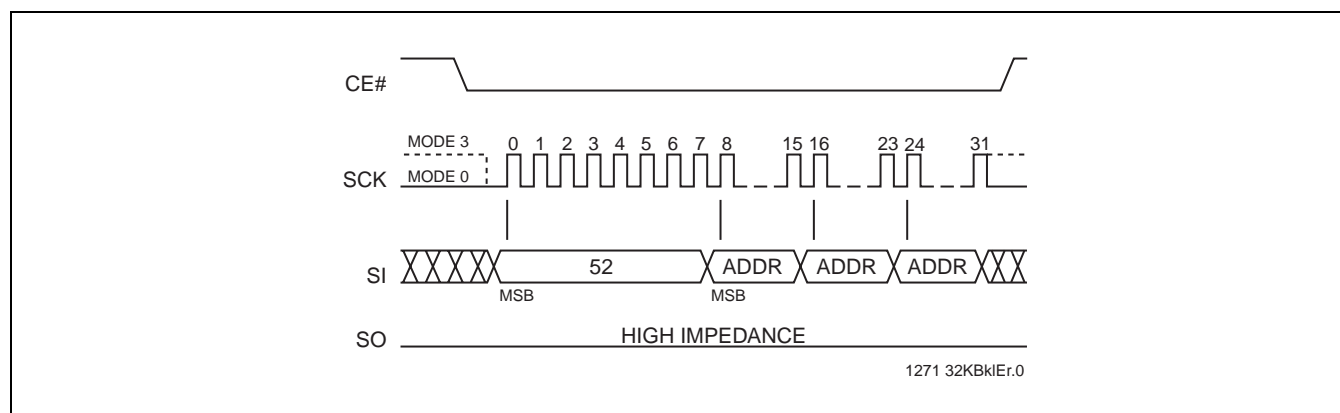 CE#
MODE 3
0 1 2 3 4 5 6 7 8 15 16 23 24 31
SCK
MODE 0
SI
52 ADDR ADDR ADDR
MSB MSB
SO
HIGH IMPEDANCE
1271 32KBklEr.0